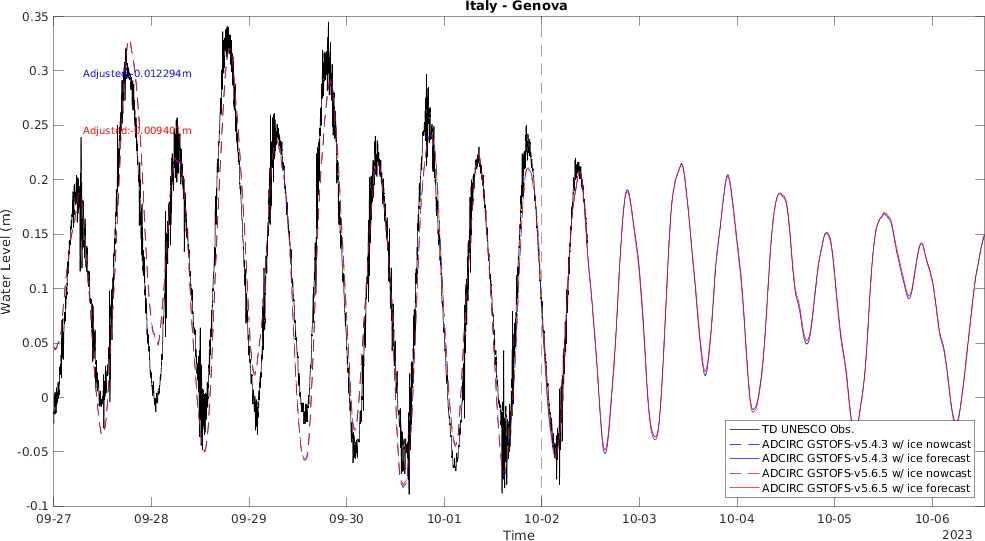 Italy - Genova
0.35
0.3
0.25
0.2
0.15
0.1
0.05
0
-0.05
-0.1
Water Level (m)
Adjusted:-0.012294m
Adjusted:-0.009401m
TD UNESCO Obs.
ADCIRC GSTOFS-v5.4.3 w/ ice nowcast
ADCIRC GSTOFS-v5.4.3 w/ ice forecast
ADCIRC GSTOFS-v5.6.5 w/ ice nowcast
ADCIRC GSTOFS-v5.6.5 w/ ice forecast
09-27 09-28 09-29 09-30 10-01 10-02 10-03 10-04 10-05 10-06
Time
2023